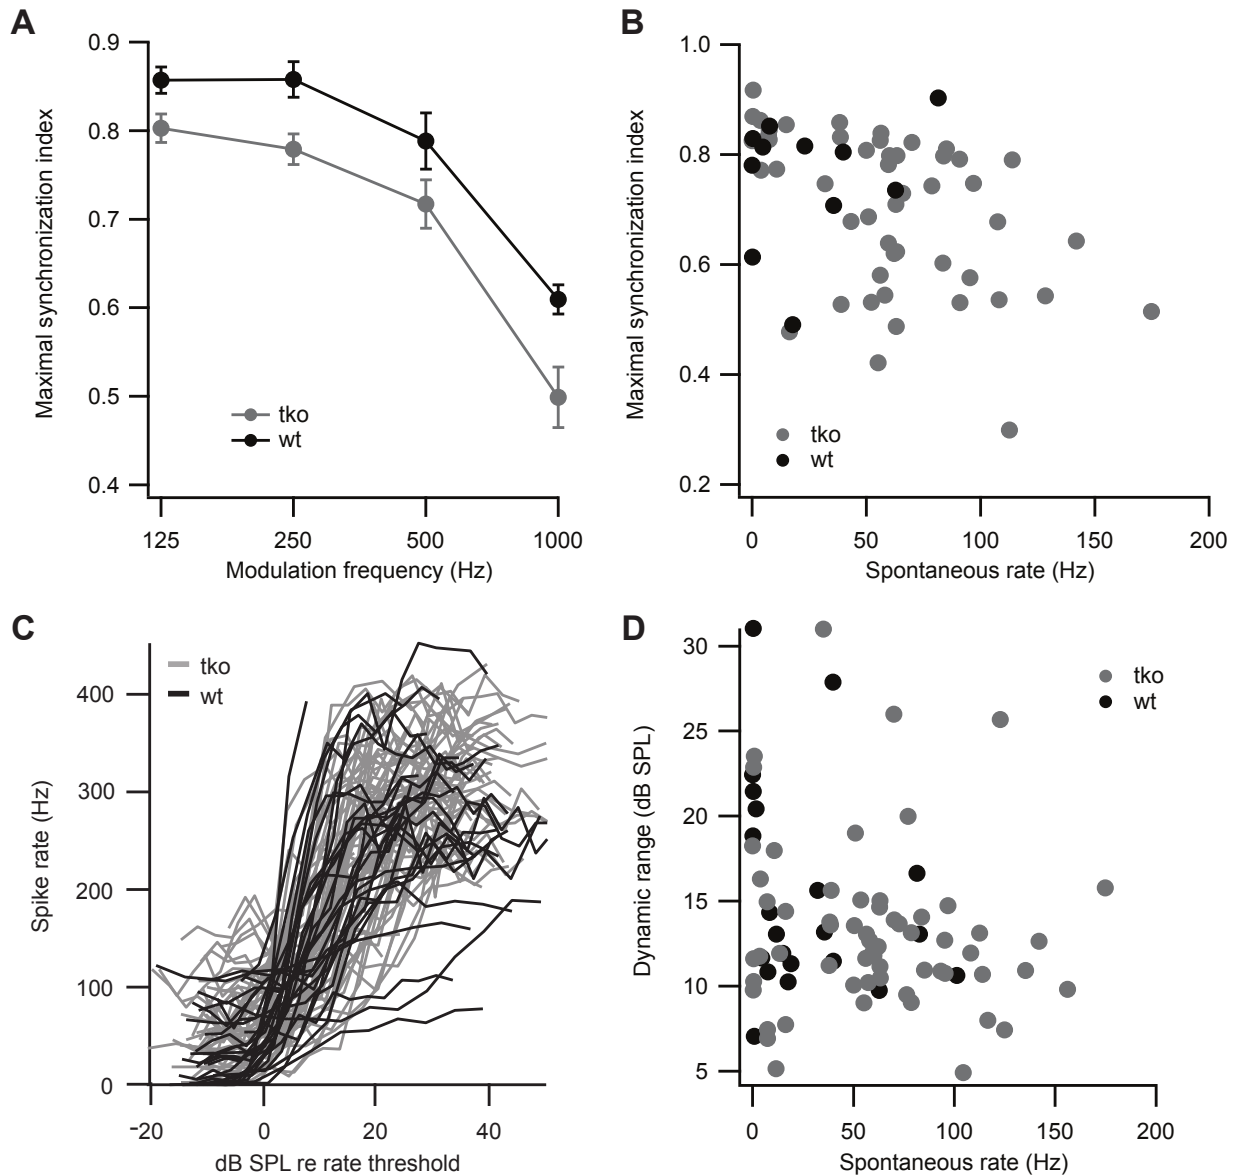 A
0.9
0.8
0.7
0.6
0.5
0.4
Maximal synchronization index
tko
wt
125 250 500 1000
Modulation frequency (Hz)
B
1.0
0.8
0.6
0.4
0.2
Maximal synchronization index
tko
wt
0 50 100 150 200
Spontaneous rate (Hz)
C
400
300
200
100
0
Spike rate (Hz)
tko
wt
-20 0 20 40
dB SPL re rate threshold
D
30
25
20
15
10
5
Dynamic range (dB SPL)
tko
wt
0 50 100 150 200
Spontaneous rate (Hz)